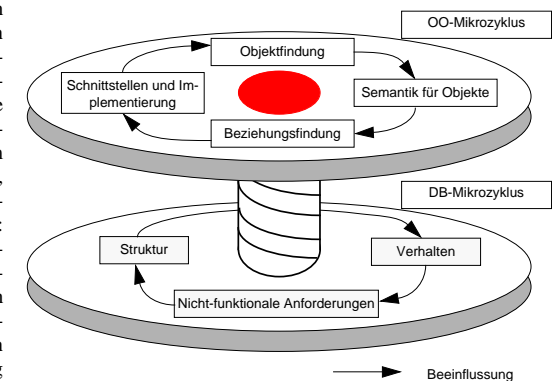 OO-Mikrozyklus
Objektfindung
Schnittstellen und Im-
plementierung
Semantik für Objekte
Beziehungsfindung
DB-Mikrozyklus
Struktur
Verhalten
Nicht-funktionale Anforderungen
Beeinflussung